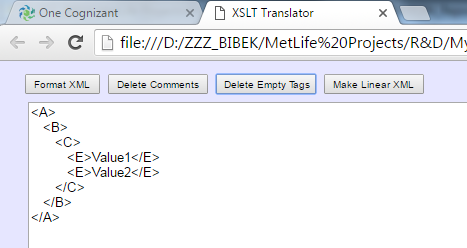 One Cognizant
XSLT Translator
file:///D:/ZZZ_BIBEK/MetLife%20Projects/R&D/My
Format XML
Delete Comments
Delete Empty Tags
Make Linear XML
<A>
<B>
<C>
<E>Value1</E>
<E>Value2</E>
</C>
</B>
</A>